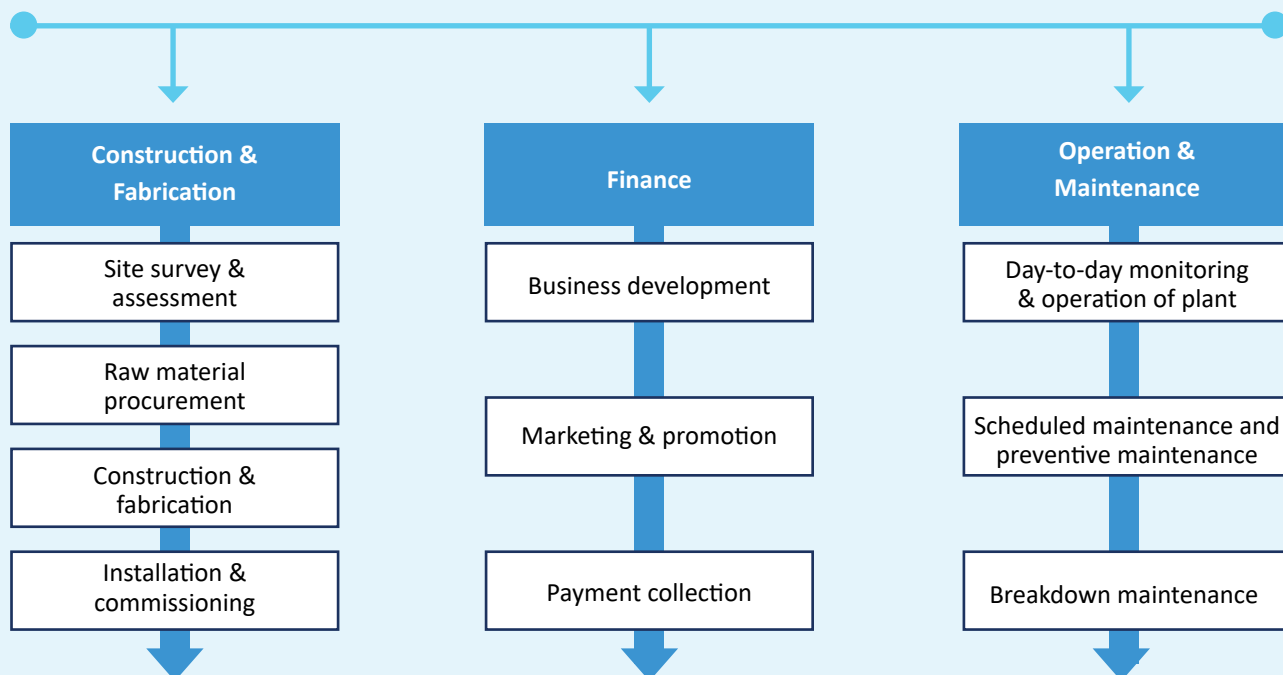 Construction &
Fabrication
Site survey &
assessment
Raw material
procurement
Construction &
fabrication
Installation &
commissioning
Finance
Business development
Marketing & promotion
Payment collection
Operation &
Maintenance
Day-to-day monitoring
& operation of plant
Scheduled maintenance and
preventive maintenance
Breakdown maintenance